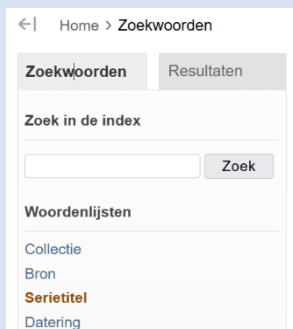 Home > Zoekwoorden
Zoekwoorden Resultaten
Zoek in de index
Zoek
Woordenlijsten
Collectie
Bron
Serietitel
Datering